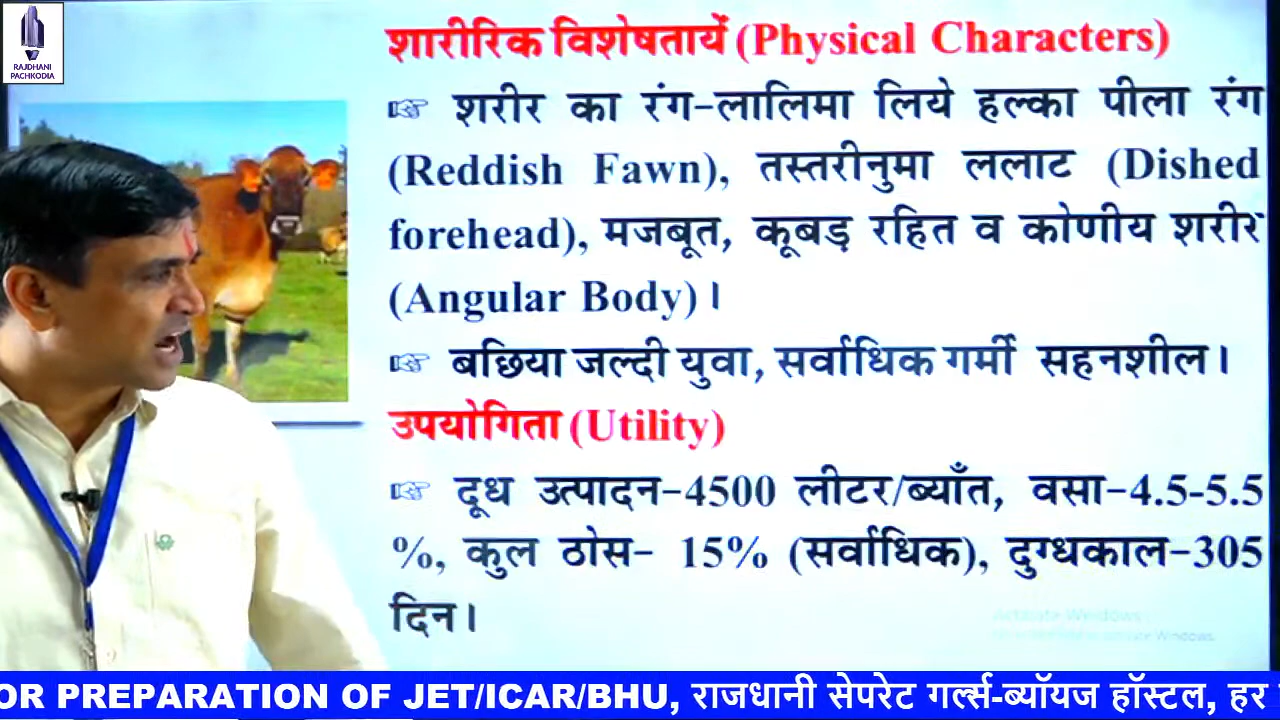 RAJDHANI
PACHKODIA
शारीरिक विशेषतायें (Physical Characters)
☞ शरीर का रंग-लालिमा लिये हल्का पीला रंग
(Reddish Fawn), तस्तरीनुमा ललाट (Dished
forehead), मजबूत, कूबड़ रहित व कोणीय शरीर
(Angular Body) ।
☞ बछिया जल्दी युवा, सर्वाधिक गर्मी सहनशील।
उपयोगिता (Utility)
☞ दूध उत्पादन-4500 लीटर/ब्याँत, वसा-4.5-5.5
%, कुल ठोस- 15% (सर्वाधिक), दुग्धकाल-305
दिन।
Activate Windows
OR PREPARATION OF JET/ICAR/BHU, राजधानी सेपरेट गर्ल्स-ब्यॉयज हॉस्टल, हर